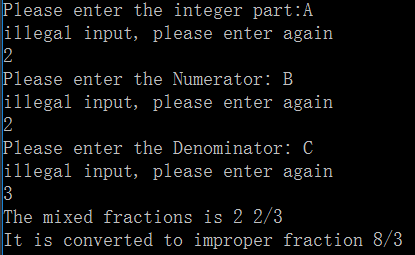 Please enter the integer part:A
illegal input, please enter again
2
Please enter the Numerator: B
illegal input, please enter again
2
Please enter the Denominator: C
illegal input, please enter again
3
The mixed fractions is 2 2/3
It is converted to improper fraction 8/3